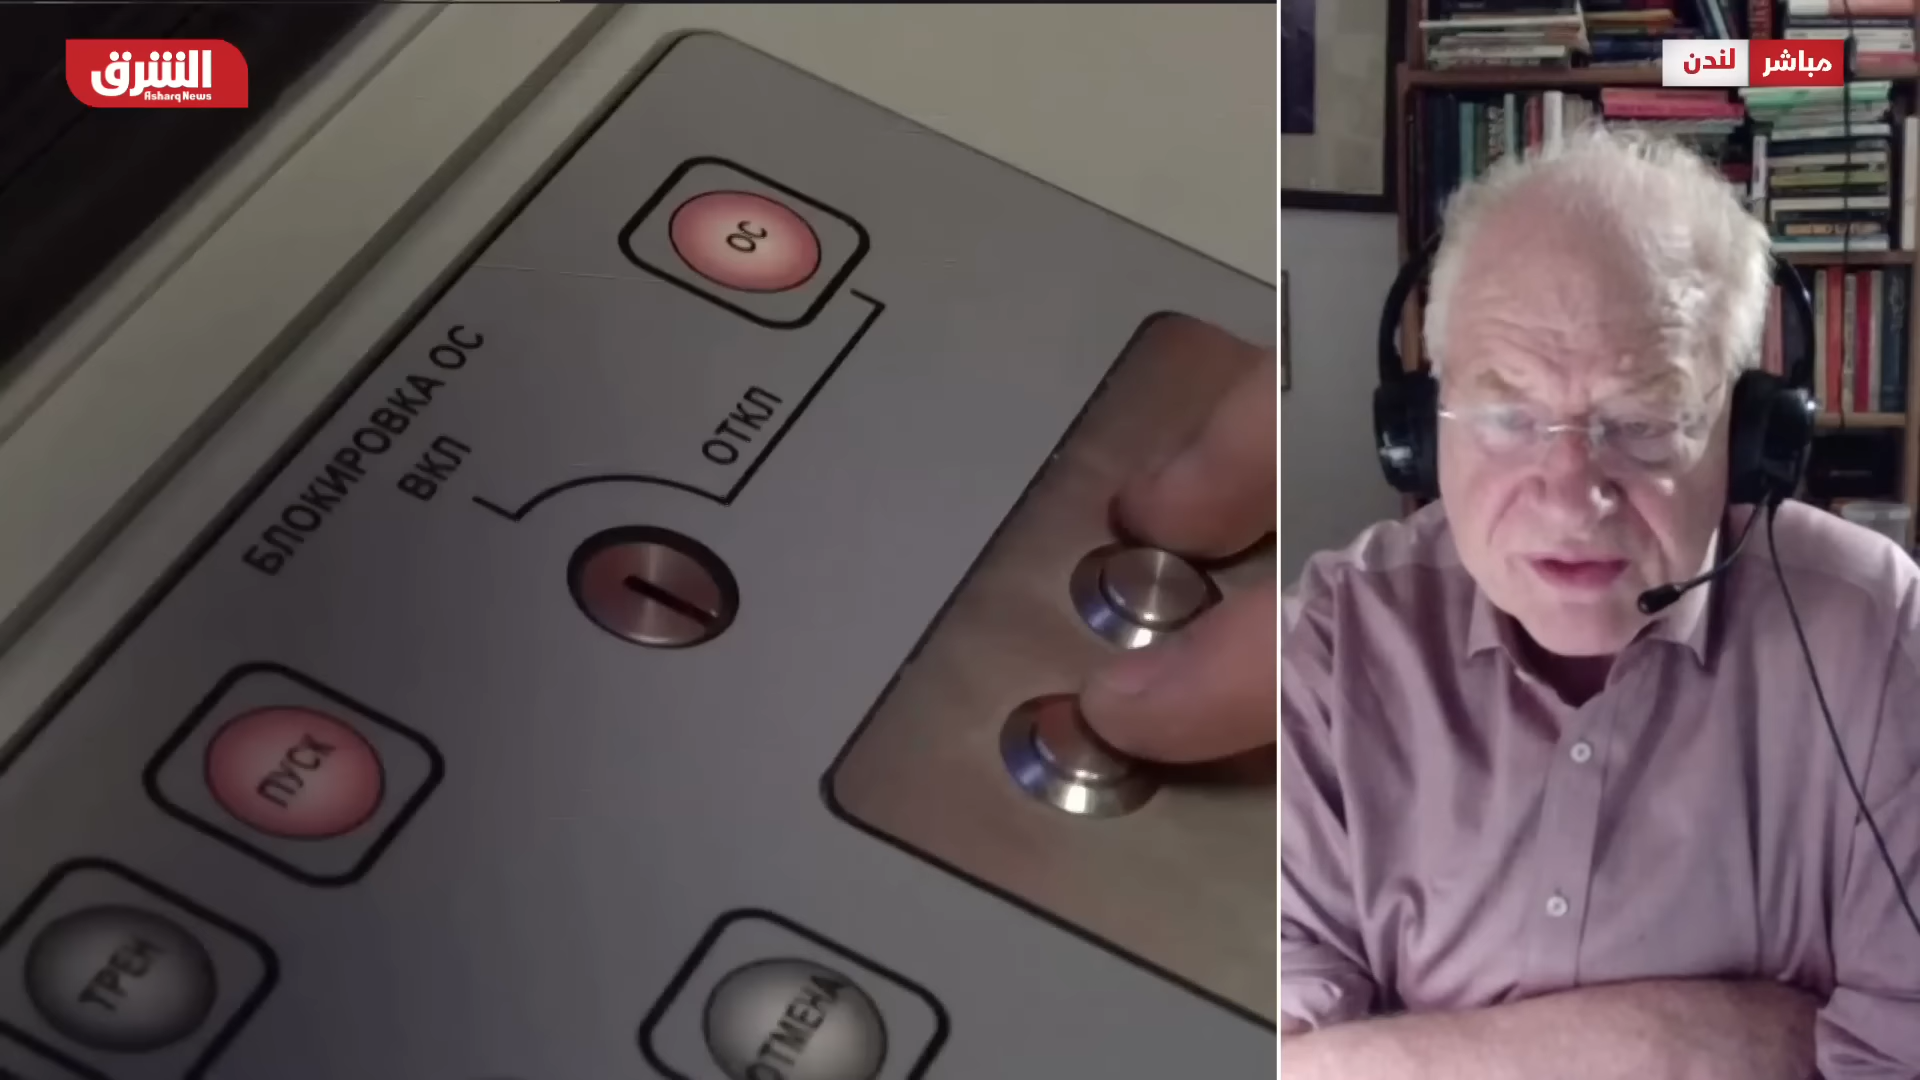 الشرق
Asharq News
مباشر لندن
ОС
БЛОКИРОВКА ОС
ВКЛ
ОТКЛ
ПУСК
ТРЕН
ОТМЕНА